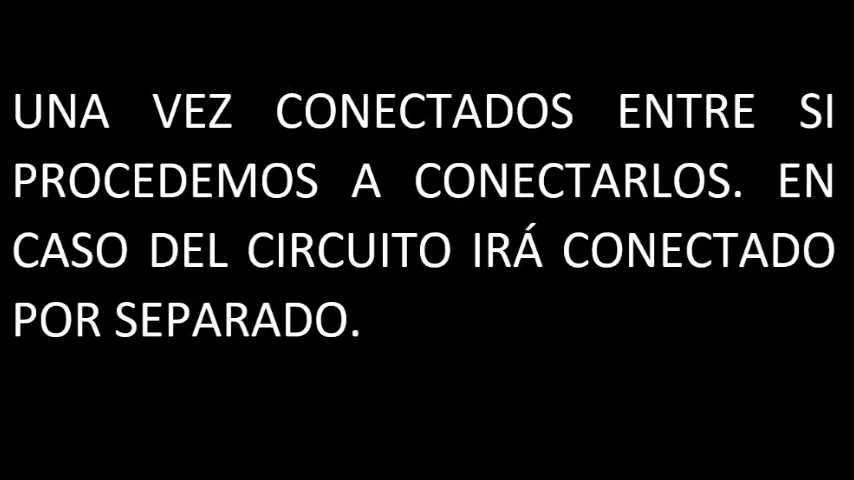 UNA VEZ CONECTADOS ENTRE SI
PROCEDEMOS A CONECTARLOS. EN
CASO DEL CIRCUITO IRÁ CONECTADO
POR SEPARADO.